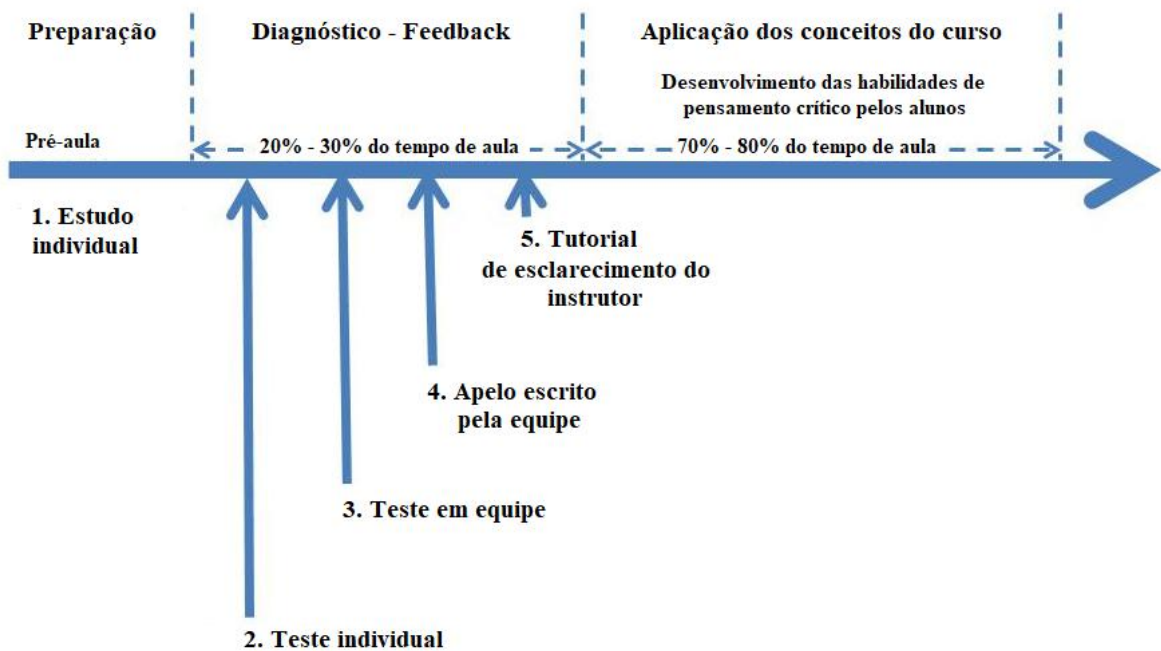 Preparação
Diagnóstico - Feedback
Aplicação dos conceitos do curso
Desenvolvimento das habilidades de
pensamento crítico pelos alunos
Pré-aula
20% - 30% do tempo de aula
70% - 80% do tempo de aula
1. Estudo
individual
5. Tutorial
de esclarecimento do
instrutor
4. Apelo escrito
pela equipe
3. Teste em equipe
2. Teste individual